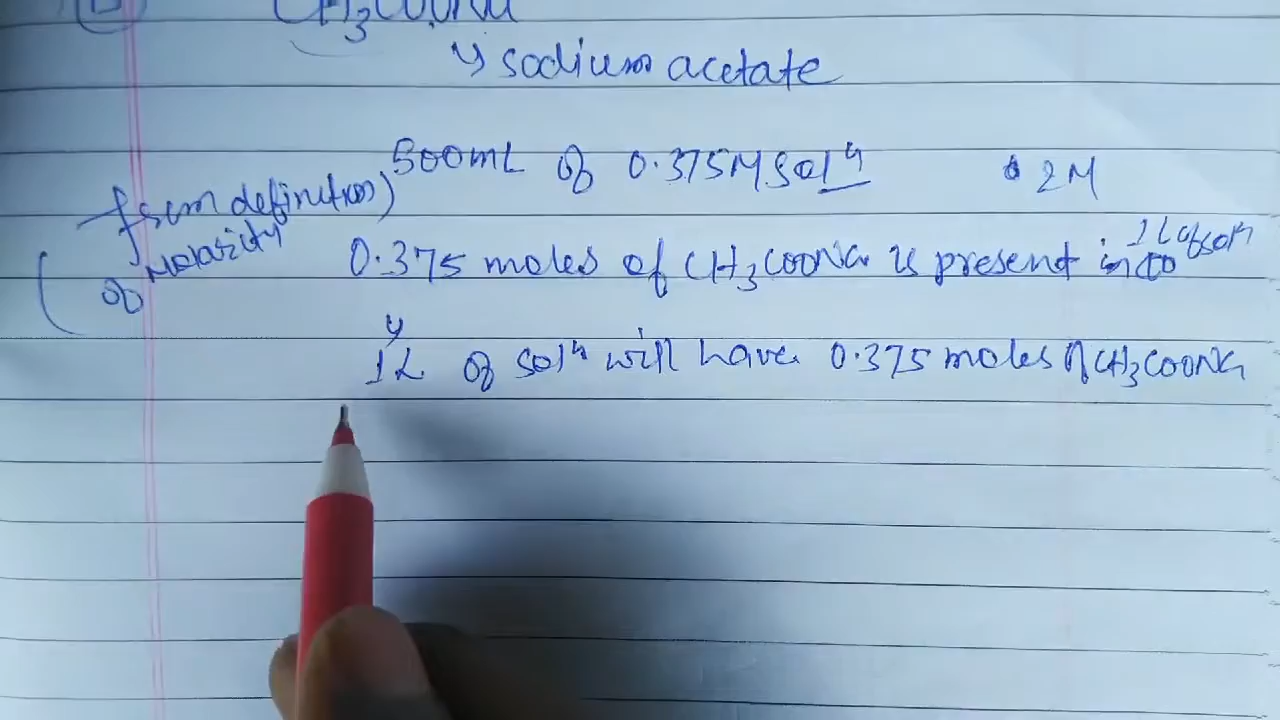 CH3COONa
↳ sodium acetate
500mL of 0.375M solⁿ 2M
from definition)
of Molarity
0.375 moles of CH3COONa is present in 1L of solⁿ
1L of solⁿ will have 0.375 moles of CH3COONa